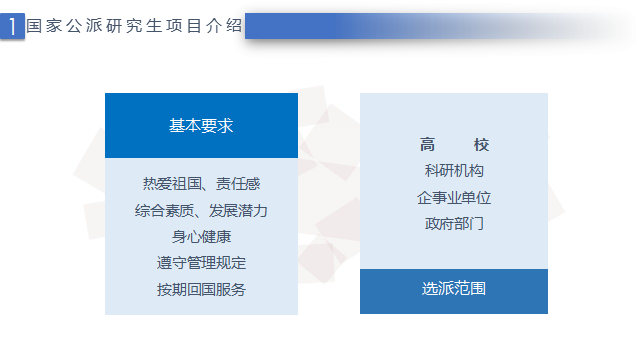 1 国家公派研究生项目介绍
基本要求
热爱祖国、责任感
综合素质、发展潜力
身心健康
遵守管理规定
按期回国服务
高 校
科研机构
企事业单位
政府部门
选派范围